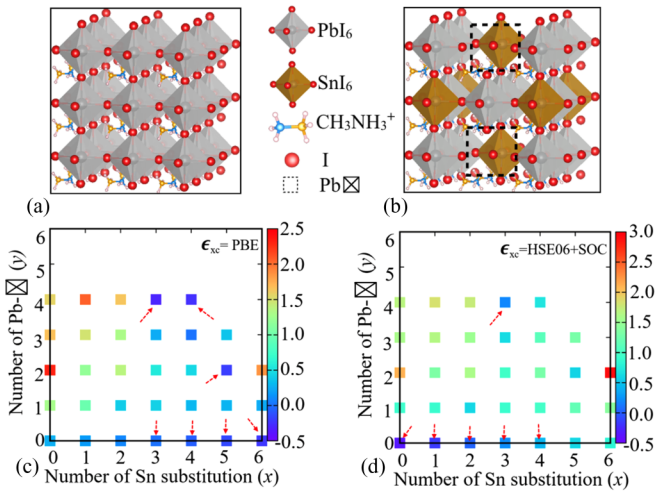 PbI₆
SnI₆
CH₃NH₃⁺
I
Pb☒
(a)
(b)
ϵxc= PBE
Number of Pb-☒ (y)
6
5
4
3
2
1
0
0 1 2 3 4 5 6
Number of Sn substitution (x)
2.5
2.0
1.5
1.0
0.5
0.0
-0.5
(c)
ϵxc=HSE06+SOC
Number of Pb-☒ (y)
6
5
4
3
2
1
0
0 1 2 3 4 5 6
Number of Sn substitution (x)
3.0
2.5
2.0
1.5
1.0
0.5
0.0
-0.5
(d)